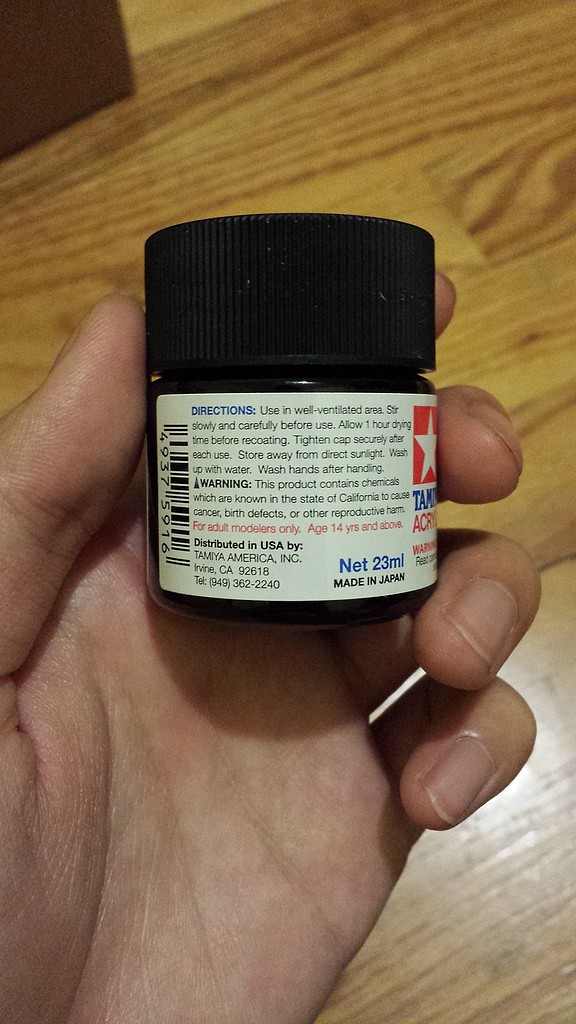 DIRECTIONS: Use in well-ventilated area. Stir
slowly and carefully before use. Allow 1 hour drying
time before recoating. Tighten cap securely after
each use. Store away from direct sunlight. Wash
up with water. Wash hands after handling.
WARNING: This product contains chemicals
which are known in the state of California to cause
cancer, birth defects, or other reproductive harm.
For adult modelers only. Age 14 yrs and above.
Distributed in USA by:
TAMIYA AMERICA, INC.
Irvine, CA 92618
Tel: (949) 362-2240
Net 23ml
MADE IN JAPAN
4937 5916
TAMI
ACRY
WARNIN
Read